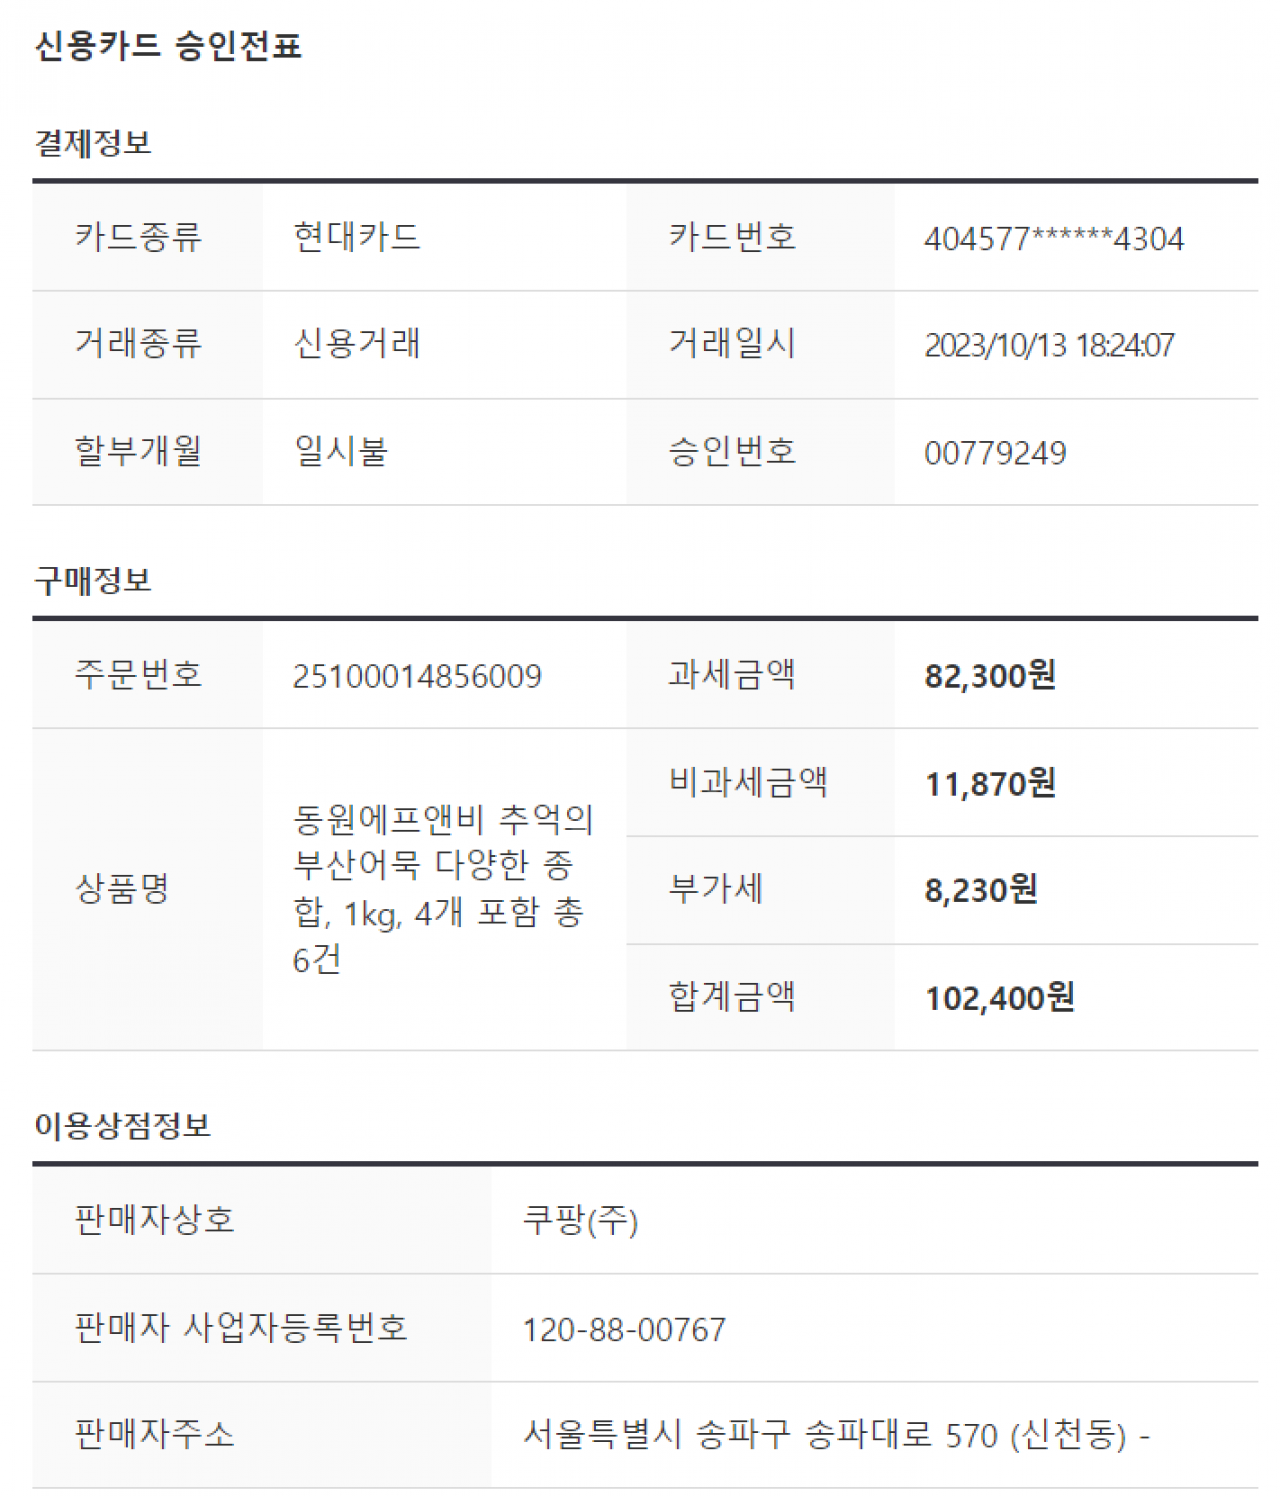 신용카드 승인전표
결제정보
카드종류 현대카드 카드번호 404577******4304
거래종류 신용거래 거래일시 2023/10/13 18:24:07
할부개월 일시불 승인번호 00779249
구매정보
주문번호 25100014856009 과세금액 82,300원
상품명
동원에프앤비 추억의
부산어묵 다양한 종
합, 1kg, 4개 포함 총
6건
비과세금액 11,870원
부가세 8,230원
합계금액 102,400원
이용상점정보
판매자상호 쿠팡(주)
판매자 사업자등록번호 120-88-00767
판매자주소 서울특별시 송파구 송파대로 570 (신천동) -